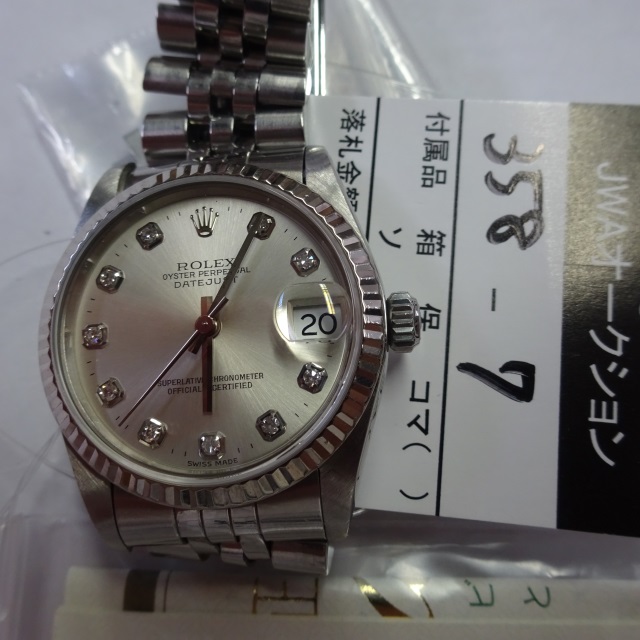 ROLEX
OYSTER PERPETUAL
DATEJUST
20
SUPERLATIVE CHRONOMETER
OFFICIALLY CERTIFIED
SWISS MADE
JWAオークション
358-7
付属品 箱 保 コマ( )
ソ
落札金額